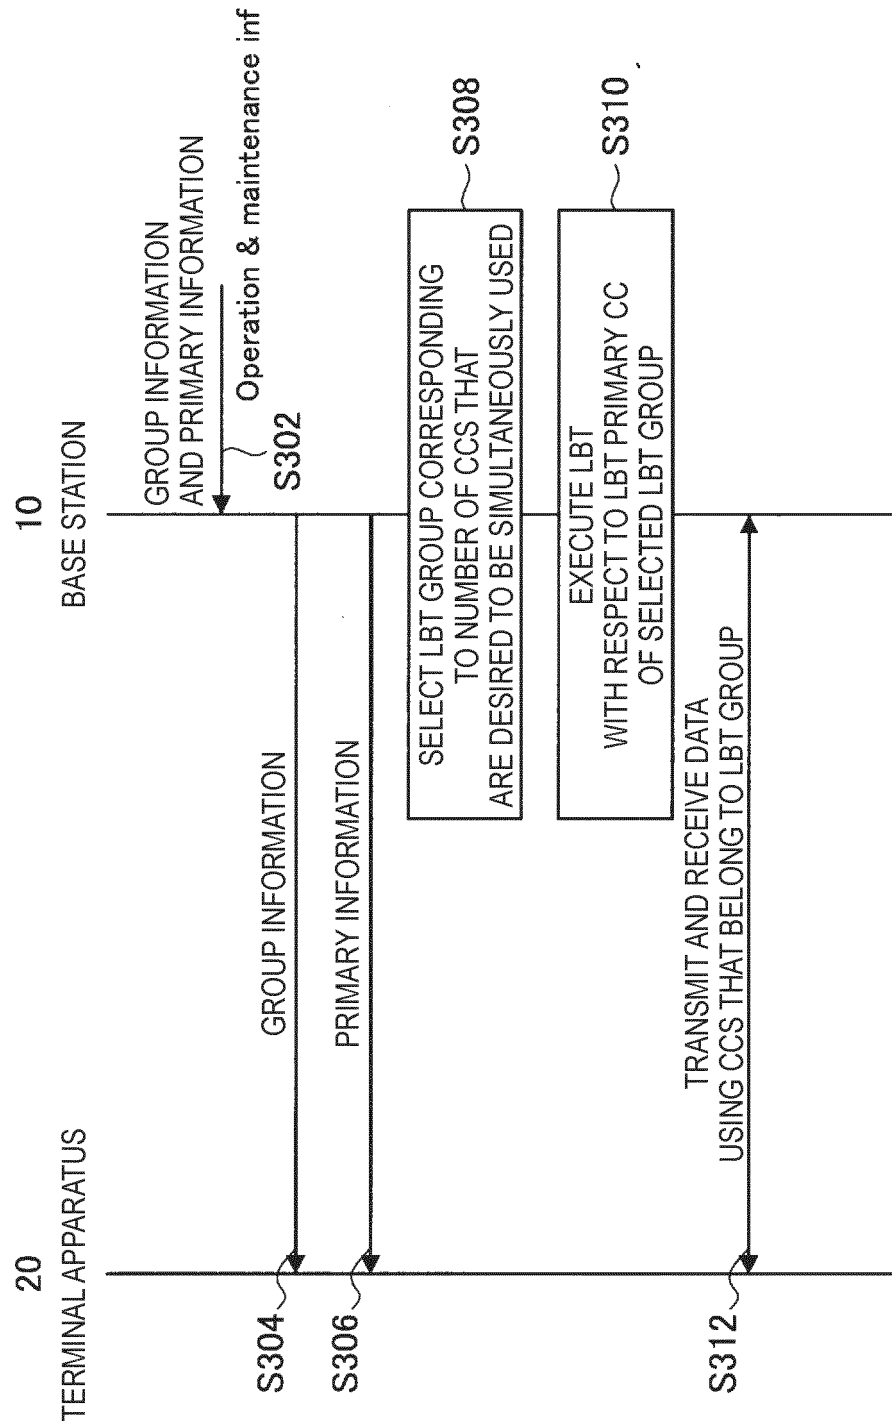 20
TERMINAL APPARATUS
10
BASE STATION
GROUP INFORMATION
AND PRIMARY INFORMATION
S302
Operation & maintenance inf
GROUP INFORMATION
S304
PRIMARY INFORMATION
S306
SELECT LBT GROUP CORRESPONDING
TO NUMBER OF CCS THAT
ARE DESIRED TO BE SIMULTANEOUSLY USED
S308
EXECUTE LBT
WITH RESPECT TO LBT PRIMARY CC
OF SELECTED LBT GROUP
S310
TRANSMIT AND RECEIVE DATA
USING CCS THAT BELONG TO LBT GROUP
S312